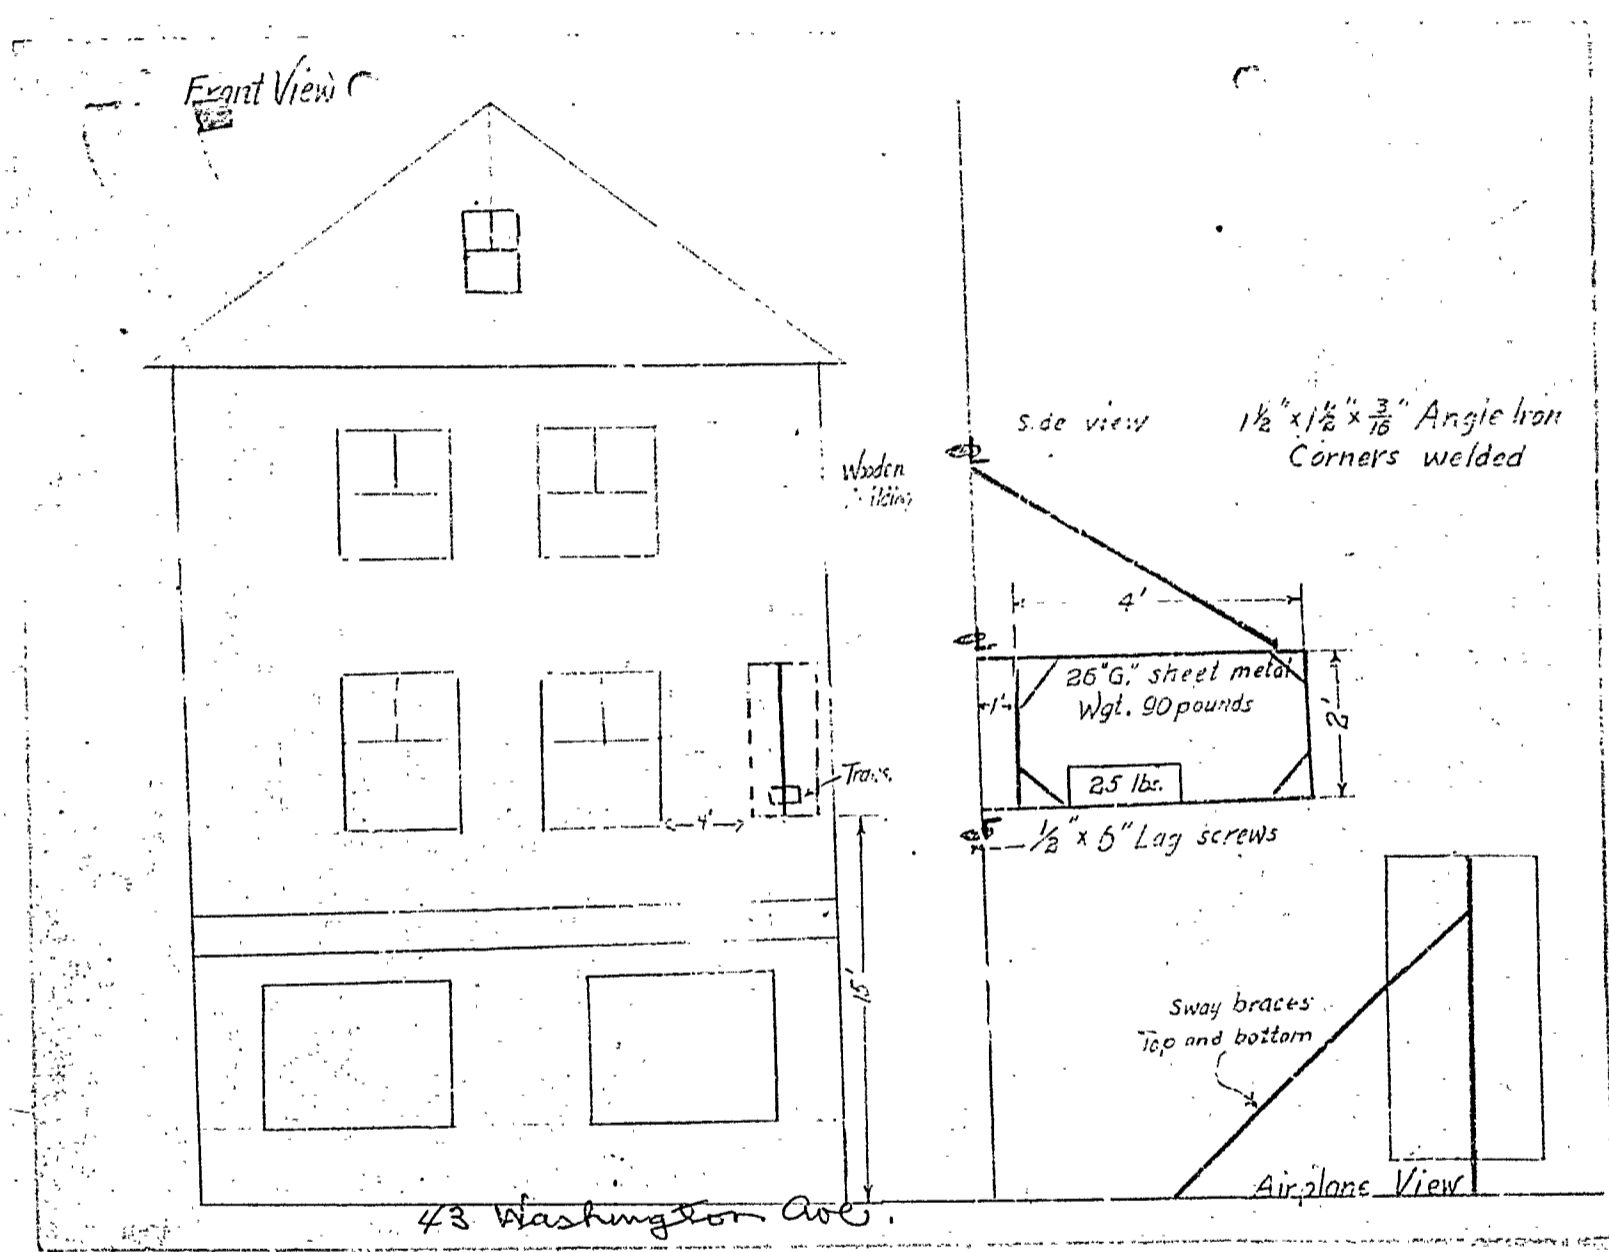 Front View
Side view
1½" x 1½" x 3/16" Angle Iron
Corners welded
Wooden
4'
26 "G." sheet metal
Wgt. 90 pounds
1'
2'
Trans.
25 lbs.
4'
½" x 6" Lag screws
15'
Sway braces
Top and bottom
Airplane View
43 Washington Ave.